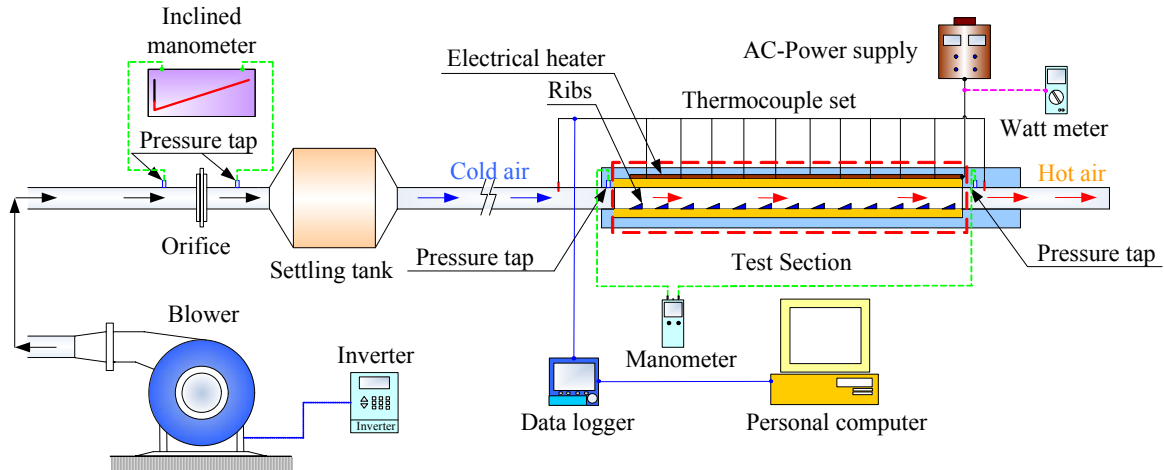 Inclined
manometer
Pressure tap
Orifice
Settling tank
Cold air
Electrical heater
Ribs
Thermocouple set
AC-Power supply
Watt meter
Hot air
Pressure tap
Test Section
Pressure tap
Manometer
Blower
Inverter
Inverter
Data logger
Personal computer